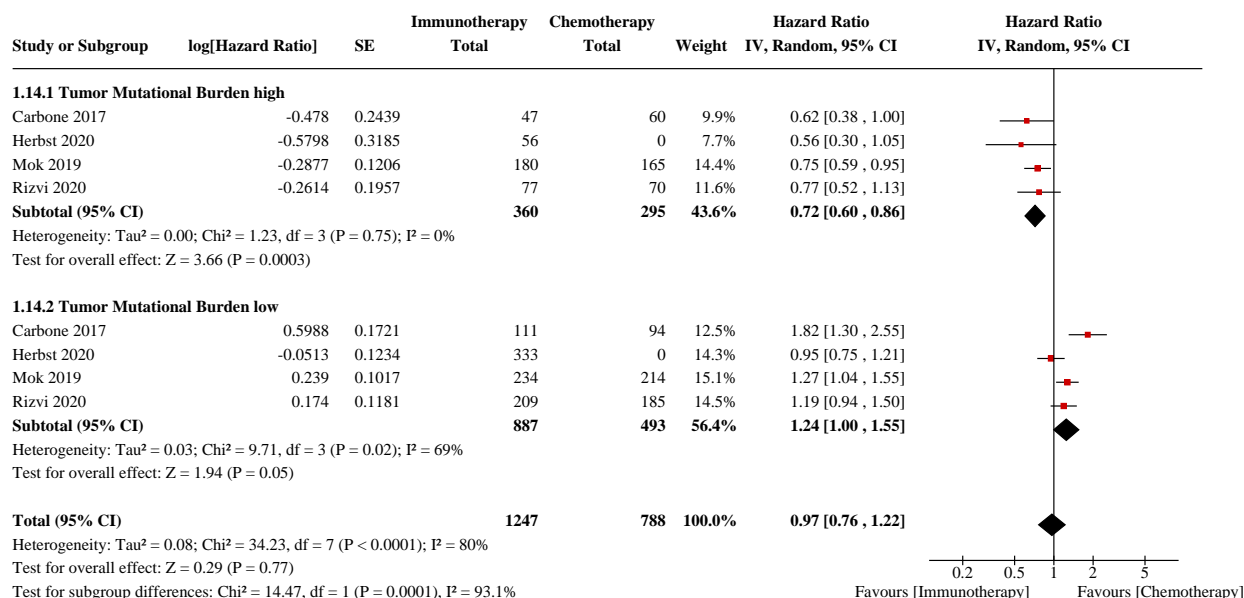 Immunotherapy Chemotherapy Hazard Ratio Hazard Ratio
Study or Subgroup log[Hazard Ratio] SE Total Total Weight IV, Random, 95% CI IV, Random, 95% CI
1.14.1 Tumor Mutational Burden high
Carbone 2017 -0.478 0.2439 47 60 9.9% 0.62 [0.38 , 1.00]
Herbst 2020 -0.5798 0.3185 56 0 7.7% 0.56 [0.30 , 1.05]
Mok 2019 -0.2877 0.1206 180 165 14.4% 0.75 [0.59 , 0.95]
Rizvi 2020 -0.2614 0.1957 77 70 11.6% 0.77 [0.52 , 1.13]
Subtotal (95% CI) 360 295 43.6% 0.72 [0.60 , 0.86]
Heterogeneity: Tau² = 0.00; Chi² = 1.23, df = 3 (P = 0.75); I² = 0%
Test for overall effect: Z = 3.66 (P = 0.0003)
1.14.2 Tumor Mutational Burden low
Carbone 2017 0.5988 0.1721 111 94 12.5% 1.82 [1.30 , 2.55]
Herbst 2020 -0.0513 0.1234 333 0 14.3% 0.95 [0.75 , 1.21]
Mok 2019 0.239 0.1017 234 214 15.1% 1.27 [1.04 , 1.55]
Rizvi 2020 0.174 0.1181 209 185 14.5% 1.19 [0.94 , 1.50]
Subtotal (95% CI) 887 493 56.4% 1.24 [1.00 , 1.55]
Heterogeneity: Tau² = 0.03; Chi² = 9.71, df = 3 (P = 0.02); I² = 69%
Test for overall effect: Z = 1.94 (P = 0.05)
Total (95% CI) 1247 788 100.0% 0.97 [0.76 , 1.22]
Heterogeneity: Tau² = 0.08; Chi² = 34.23, df = 7 (P < 0.0001); I² = 80%
Test for overall effect: Z = 0.29 (P = 0.77) 0.2 0.5 1 2 5
Test for subgroup differences: Chi² = 14.47, df = 1 (P = 0.0001), I² = 93.1% Favours [Immunotherapy] Favours [Chemotherapy]